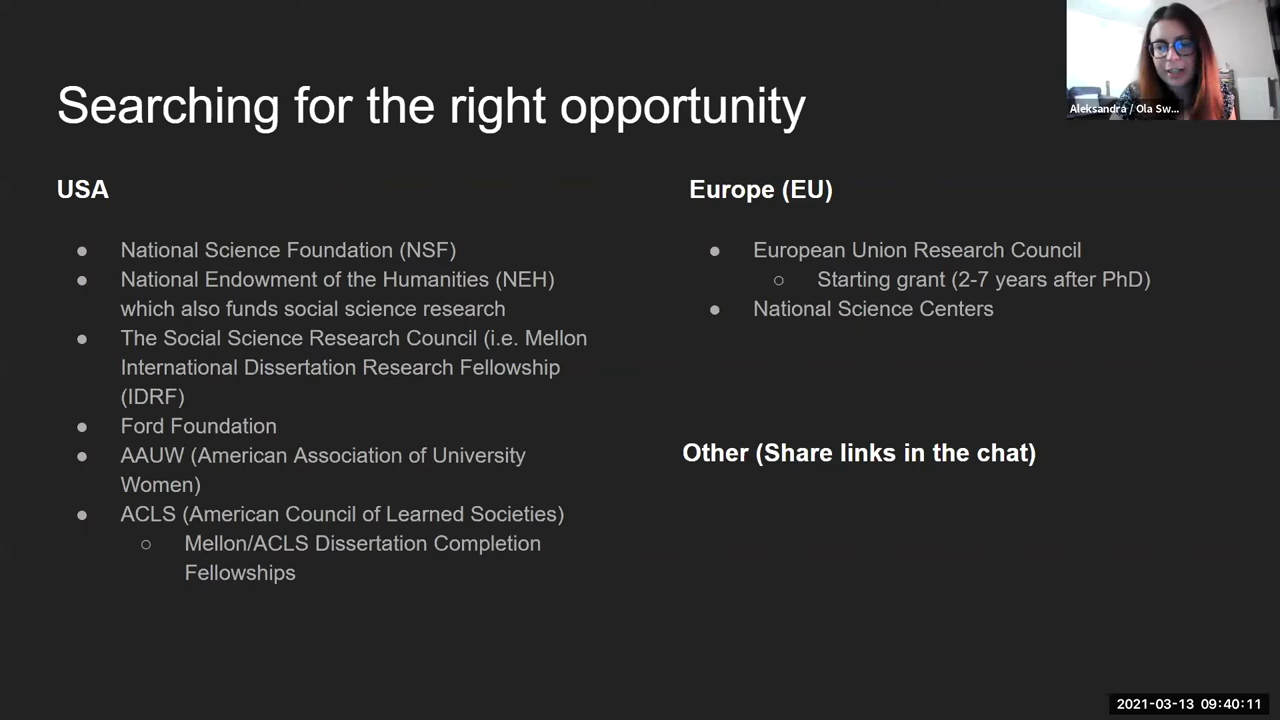 Searching for the right opportunity
Aleksandra / Ola Sw...
USA
National Science Foundation (NSF)
National Endowment of the Humanities (NEH)
which also funds social science research
The Social Science Research Council (i.e. Mellon
International Dissertation Research Fellowship
(IDRF)
Ford Foundation
AAUW (American Association of University
Women)
ACLS (American Council of Learned Societies)
Mellon/ACLS Dissertation Completion
Fellowships
Europe (EU)
European Union Research Council
Starting grant (2-7 years after PhD)
National Science Centers
Other (Share links in the chat)
2021-03-13 09:40:11